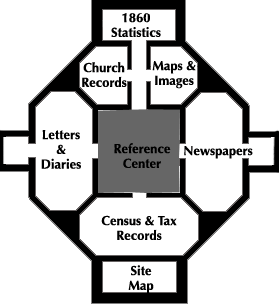 1860
Statistics
Church
Records
Maps &
Images
Letters
&
Diaries
Reference
Center
Newspapers
Census & Tax
Records
Site
Map